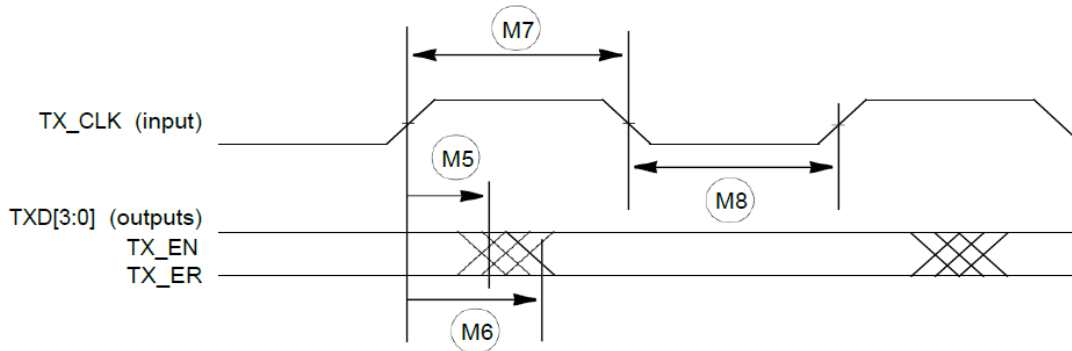 M7
TX_CLK (input)
M5
M8
TXD[3:0] (outputs)
TX_EN
TX_ER
M6